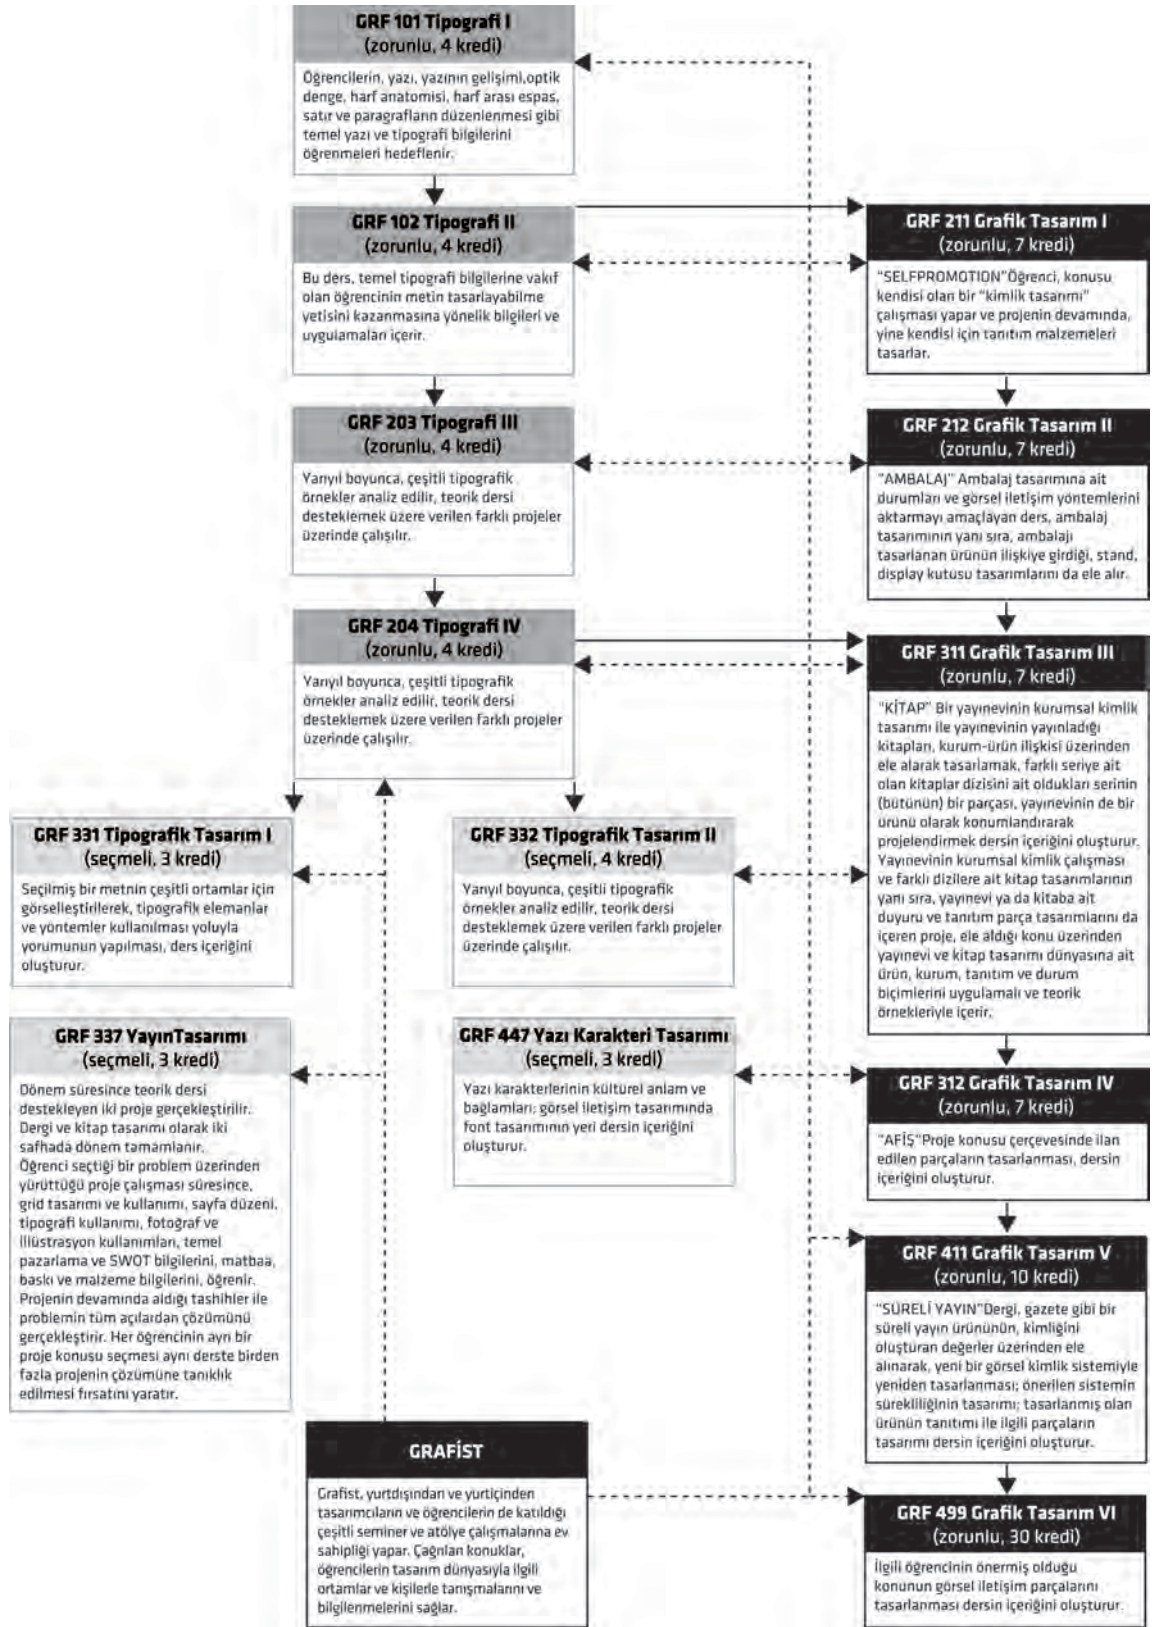 GRF 101 Tipografi I
(zorunlu, 4 kredi)
Öğrencilerin, yazı, yazının gelişimi,optik
denge, harf anatomisi, harf arası espas,
satır ve paragrafların düzenlenmesi gibi
temel yazı ve tipografi bilgilerini
öğrenmeleri hedeflenir.
GRF 102 Tipografi II
(zorunlu, 4 kredi)
Bu ders, temel tipografi bilgilerine vakıf
olan öğrencinin metin tasarlayabilme
yetisini kazanmasına yönelik bilgileri ve
uygulamaları içerir.
GRF 211 Grafik Tasarım I
(zorunlu, 7 kredi)
"SELFPROMOTION"Öğrenci, konusu
kendisi olan bir "kimlik tasarımı"
çalışması yapar ve projenin devamında,
yine kendisi için tanıtım malzemeleri
tasarlar.
GRF 203 Tipografi III
(zorunlu, 4 kredi)
Yarıyıl boyunca, çeşitli tipografik
örnekler analiz edilir, teorik dersi
desteklemek üzere verilen farklı projeler
üzerinde çalışılır.
GRF 212 Grafik Tasarım II
(zorunlu, 7 kredi)
"AMBALAJ" Ambalaj tasarımına ait
durumları ve görsel iletişim yöntemlerini
aktarmayı amaçlayan ders, ambalaj
tasarımının yanı sıra, ambalajı
tasarlanan ürünün ilişkiye girdiği, stand,
display kutusu tasarımlarını da ele alır.
GRF 204 Tipografi IV
(zorunlu, 4 kredi)
Yarıyıl boyunca, çeşitli tipografik
örnekler analiz edilir, teorik dersi
desteklemek üzere verilen farklı projeler
üzerinde çalışılır.
GRF 311 Grafik Tasarım III
(zorunlu, 7 kredi)
"KİTAP" Bir yayınevinin kurumsal kimlik
tasarımı ile yayınevinin yayınladığı
kitapları, kurum-ürün ilişkisi üzerinden
ele alarak tasarlamak, farklı seriye ait
olan kitaplar dizisini ait oldukları serinin
(bütünün) bir parçası, yayınevinin de bir
ürünü olarak konumlandırarak
projelendirmek dersin içeriğini oluşturur.
Yayınevinin kurumsal kimlik çalışması
ve farklı dizilere ait kitap tasarımlarının
yanı sıra, yayınevi ya da kitaba ait
duyuru ve tanıtım parça tasarımlarını da
içeren proje, ele aldığı konu üzerinden
yayınevi ve kitap tasarımı dünyasına ait
ürün, kurum, tanıtım ve durum
biçimlerini uygulamalı ve teorik
örnekleriyle içerir.
GRF 331 Tipografik Tasarım I
(seçmeli, 3 kredi)
Seçilmiş bir metnin çeşitli ortamlar için
görselleştirilerek, tipografik elemanlar
ve yöntemler kullanılması yoluyla
yorumunun yapılması, ders içeriğini
oluşturur.
GRF 332 Tipografik Tasarım II
(seçmeli, 4 kredi)
Yarıyıl boyunca, çeşitli tipografik
örnekler analiz edilir, teorik dersi
desteklemek üzere verilen farklı projeler
üzerinde çalışılır.
GRF 337 YayınTasarımı
(seçmeli, 3 kredi)
Dönem süresince teorik dersi
destekleyen iki proje gerçekleştirilir.
Dergi ve kitap tasarımı olarak iki
safhada dönem tamamlanır.
Öğrenci seçtiği bir problem üzerinden
yürüttüğü proje çalışması süresince,
grid tasarımı ve kullanımı, sayfa düzeni,
tipografi kullanımı, fotoğraf ve
illüstrasyon kullanımları, temel
pazarlama ve SWOT bilgilerini, matbaa,
baskı ve malzeme bilgilerini, öğrenir.
Projenin devamında aldığı tashihler ile
problemin tüm açılardan çözümünü
gerçekleştirir. Her öğrencinin ayrı bir
proje konusu seçmesi aynı derste birden
fazla projenin çözümüne tanıklık
edilmesi fırsatını yaratır.
GRF 447 Yazı Karakteri Tasarımı
(seçmeli, 3 kredi)
Yazı karakterlerinin kültürel anlam ve
bağlamları; görsel iletişim tasarımında
font tasarımının yeri dersin içeriğini
oluşturur.
GRF 312 Grafik Tasarım IV
(zorunlu, 7 kredi)
"AFİŞ"Proje konusu çerçevesinde ilan
edilen parçaların tasarlanması, dersin
içeriğini oluşturur.
GRF 411 Grafik Tasarım V
(zorunlu, 10 kredi)
"SÜRELİ YAYIN"Dergi, gazete gibi bir
süreli yayın ürününün, kimliğini
oluşturan değerler üzerinden ele
alınarak, yeni bir görsel kimlik sistemiyle
yeniden tasarlanması; önerilen sistemin
sürekliliğinin tasarımı; tasarlanmış olan
ürünün tanıtımı ile ilgili parçaların
tasarımı dersin içeriğini oluşturur.
GRAFİST
Grafist, yurtdışından ve yurtiçinden
tasarımcıların ve öğrencilerin de katıldığı
çeşitli seminer ve atölye çalışmalarına ev
sahipliği yapar. Çağrılan konuklar,
öğrencilerin tasarım dünyasıyla ilgili
ortamlar ve kişilerle tanışmalarını ve
bilgilenmelerini sağlar.
GRF 499 Grafik Tasarım VI
(zorunlu, 30 kredi)
İlgili öğrencinin önermiş olduğu
konunun görsel iletişim parçalarını
tasarlanması dersin içeriğini oluşturur.